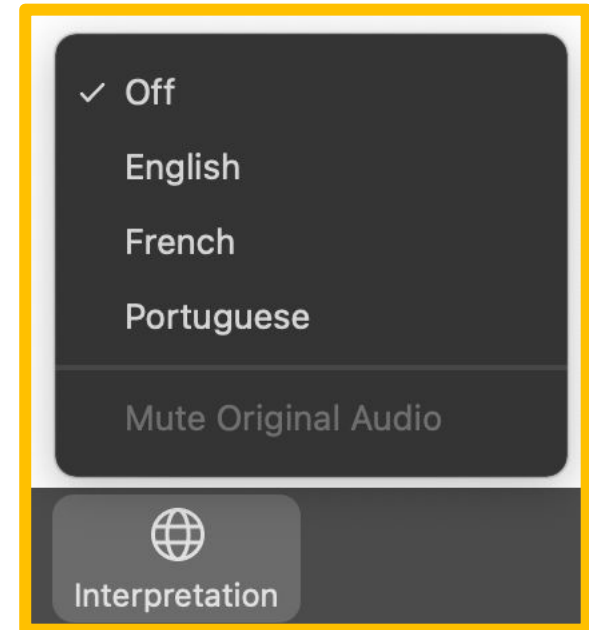 ✓ Off
English
French
Portuguese
Mute Original Audio
Interpretation